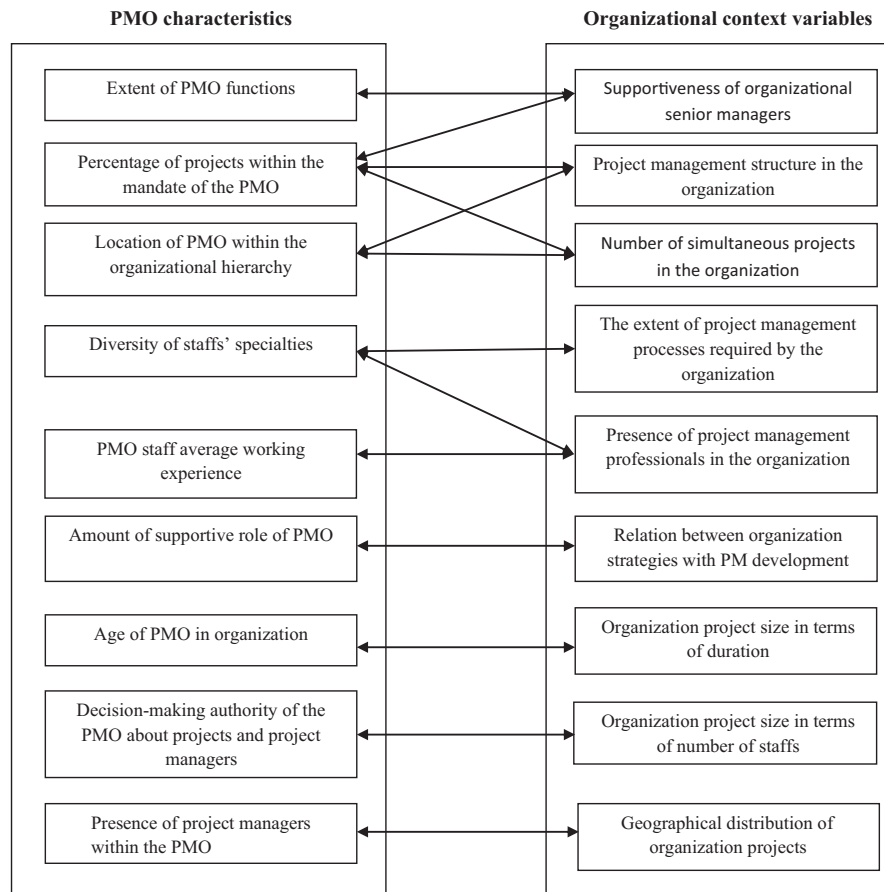 PMO characteristics
Extent of PMO functions
Percentage of projects within the
mandate of the PMO
Location of PMO within the
organizational hierarchy
Diversity of staffs’ specialties
PMO staff average working
experience
Amount of supportive role of PMO
Age of PMO in organization
Decision-making authority of the
PMO about projects and project
managers
Presence of project managers
within the PMO
Organizational context variables
Supportiveness of organizational
senior managers
Project management structure in the
organization
Number of simultaneous projects
in the organization
The extent of project management
processes required by the
organization
Presence of project management
professionals in the organization
Relation between organization
strategies with PM development
Organization project size in terms
of duration
Organization project size in terms
of number of staffs
Geographical distribution of
organization projects